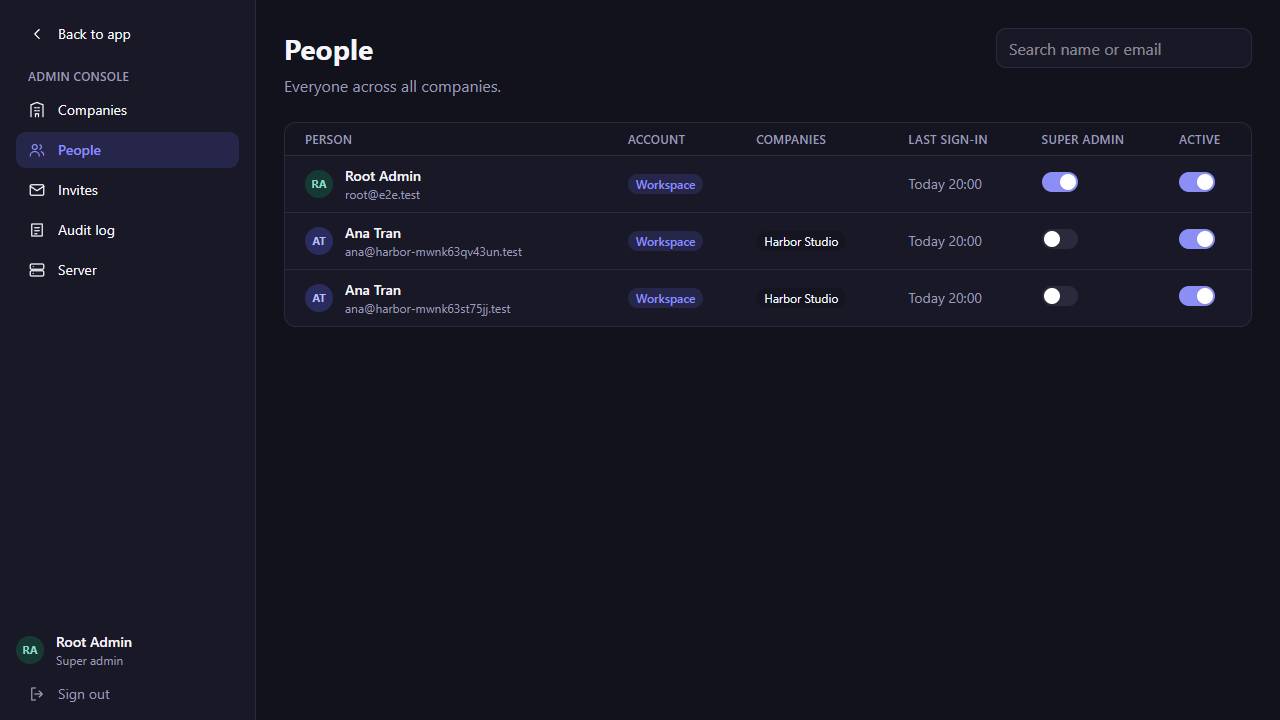 Back to app
ADMIN CONSOLE
Companies
People
Invites
Audit log
Server
RA
Root Admin
Super admin
Sign out
People
Search name or email
Everyone across all companies.
PERSON ACCOUNT COMPANIES LAST SIGN-IN SUPER ADMIN ACTIVE
RA Root Admin
root@e2e.test
Workspace Today 20:00
AT Ana Tran
ana@harbor-mwnk63qv43un.test
Workspace Harbor Studio Today 20:00
AT Ana Tran
ana@harbor-mwnk63st75jj.test
Workspace Harbor Studio Today 20:00